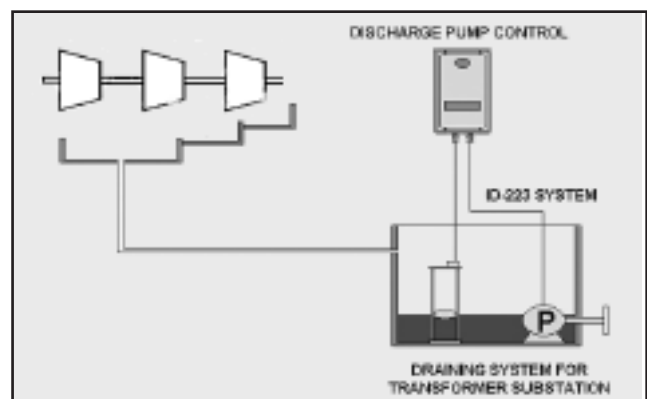 DISCHARGE PUMP CONTROL
ID-223 SYSTEM
P
DRAINING SYSTEM FOR
TRANSFORMER SUBSTATION